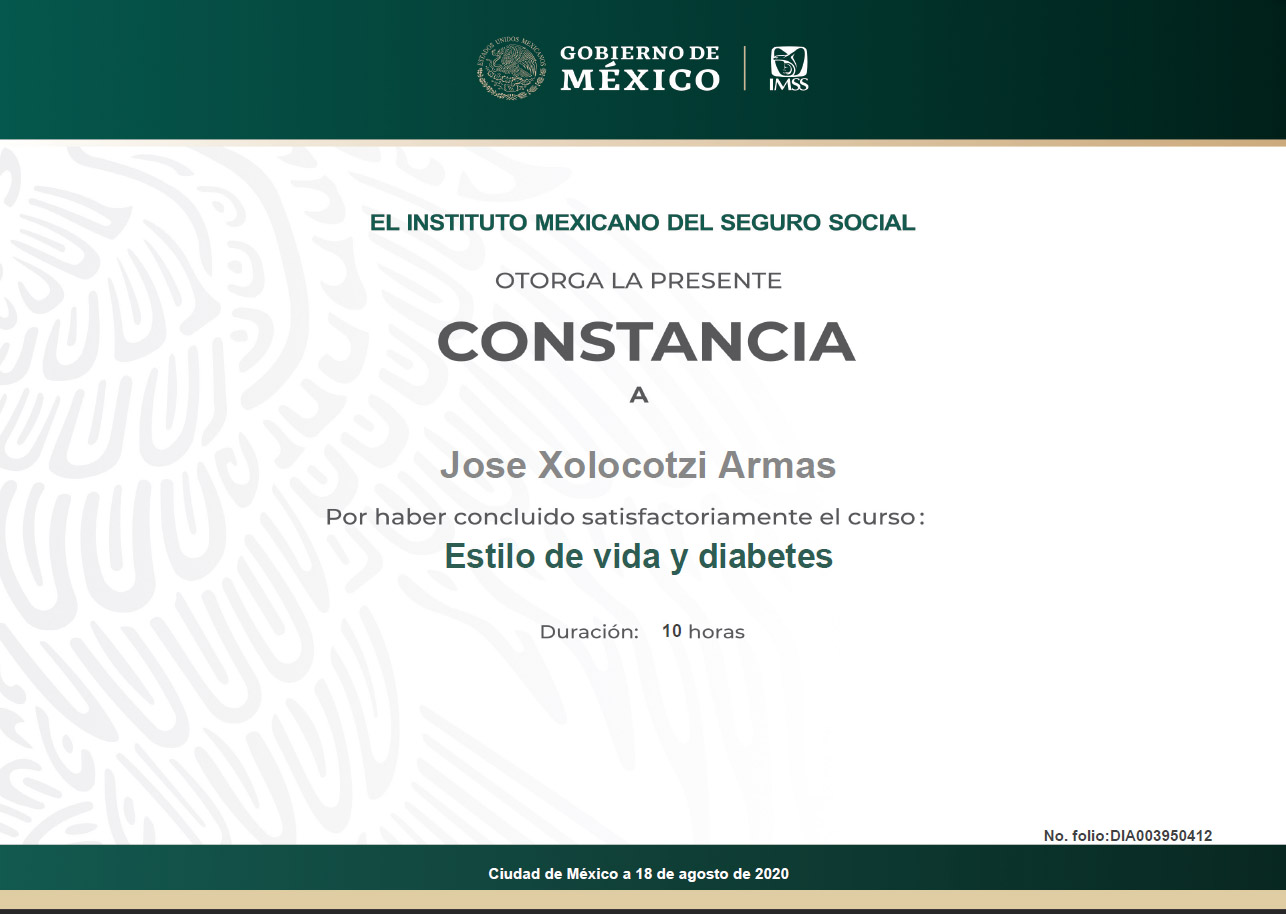 ESTADOS UNIDOS MEXICANOS
GOBIERNO DE
MÉXICO
IMSS
EL INSTITUTO MEXICANO DEL SEGURO SOCIAL
OTORGA LA PRESENTE
CONSTANCIA
A
Jose Xolocotzi Armas
Por haber concluido satisfactoriamente el curso:
Estilo de vida y diabetes
Duración: 10 horas
No. folio:DIA003950412
Ciudad de México a 18 de agosto de 2020